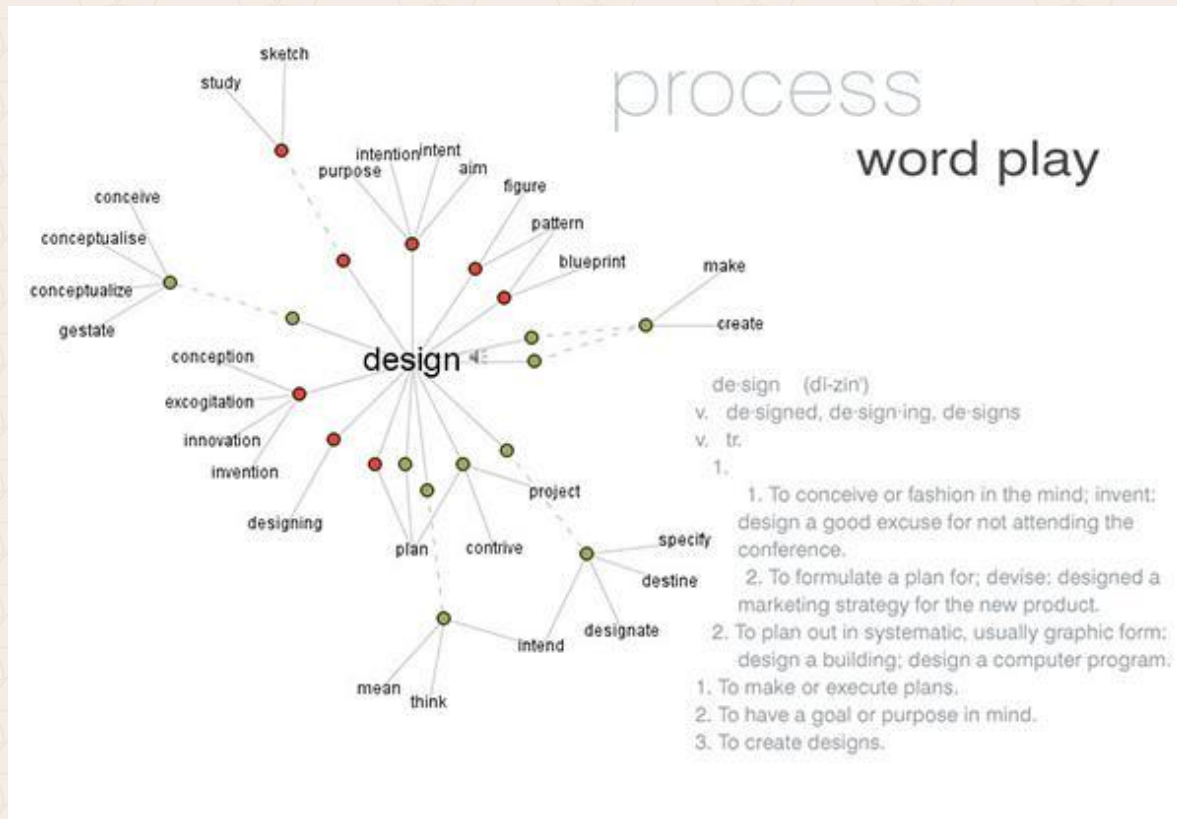 process
word play
sketch
study
intention intent
purpose
aim
figure
pattern
blueprint
conceive
conceptualise
conceptualize
gestate
make
create
conception
excogitation
innovation
invention
design
designing
plan
contrive
project
specify
destine
designate
intend
mean
think
de·sign (dĭ-zīn')
v. de·signed, de·sign·ing, de·signs
v. tr.
1.
1. To conceive or fashion in the mind; invent:
design a good excuse for not attending the
conference.
2. To formulate a plan for; devise: designed a
marketing strategy for the new product.
2. To plan out in systematic, usually graphic form:
design a building; design a computer program.
1. To make or execute plans.
2. To have a goal or purpose in mind.
3. To create designs.